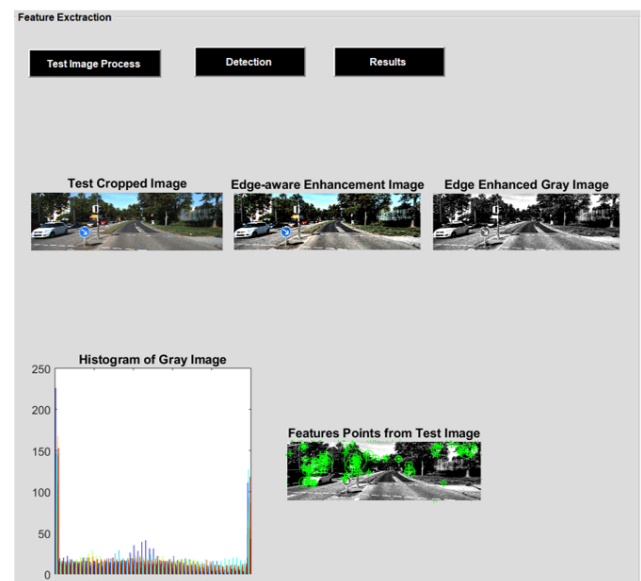 Feature Exctraction
Test Image Process
Detection
Results
Test Cropped Image
Edge-aware Enhancement Image
Edge Enhanced Gray Image
Histogram of Gray Image
250
200
150
100
50
0
Features Points from Test Image